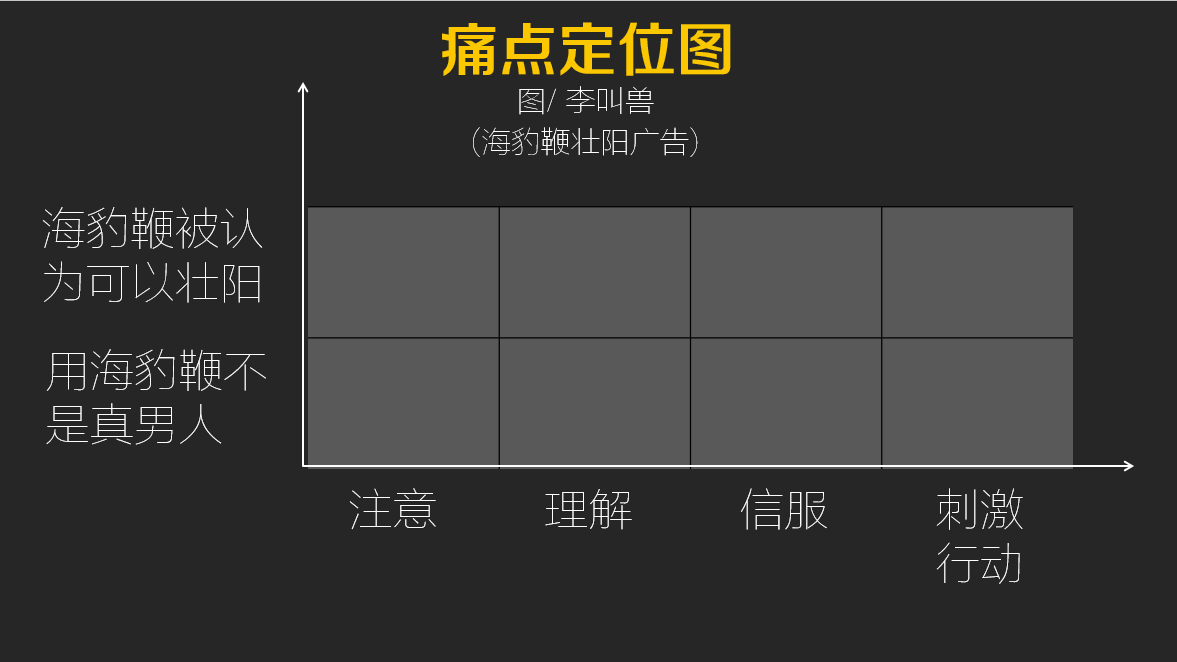 痛点定位图
图/ 李叫兽
（海豹鞭壮阳广告）
海豹鞭被认
为可以壮阳
用海豹鞭不
是真男人
注意
理解
信服
刺激
行动